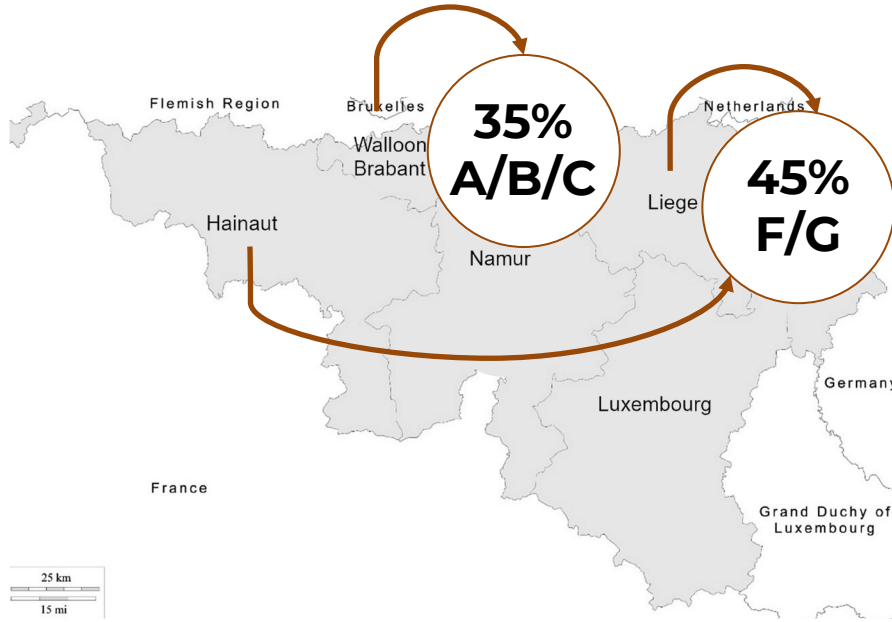 Flemish Region
Bruxelles
Netherlands
35%
A/B/C
Walloon
Brabant
45%
F/G
Liege
Hainaut
Namur
Luxembourg
Germany
France
Grand Duchy of
Luxembourg
25 km
15 mi